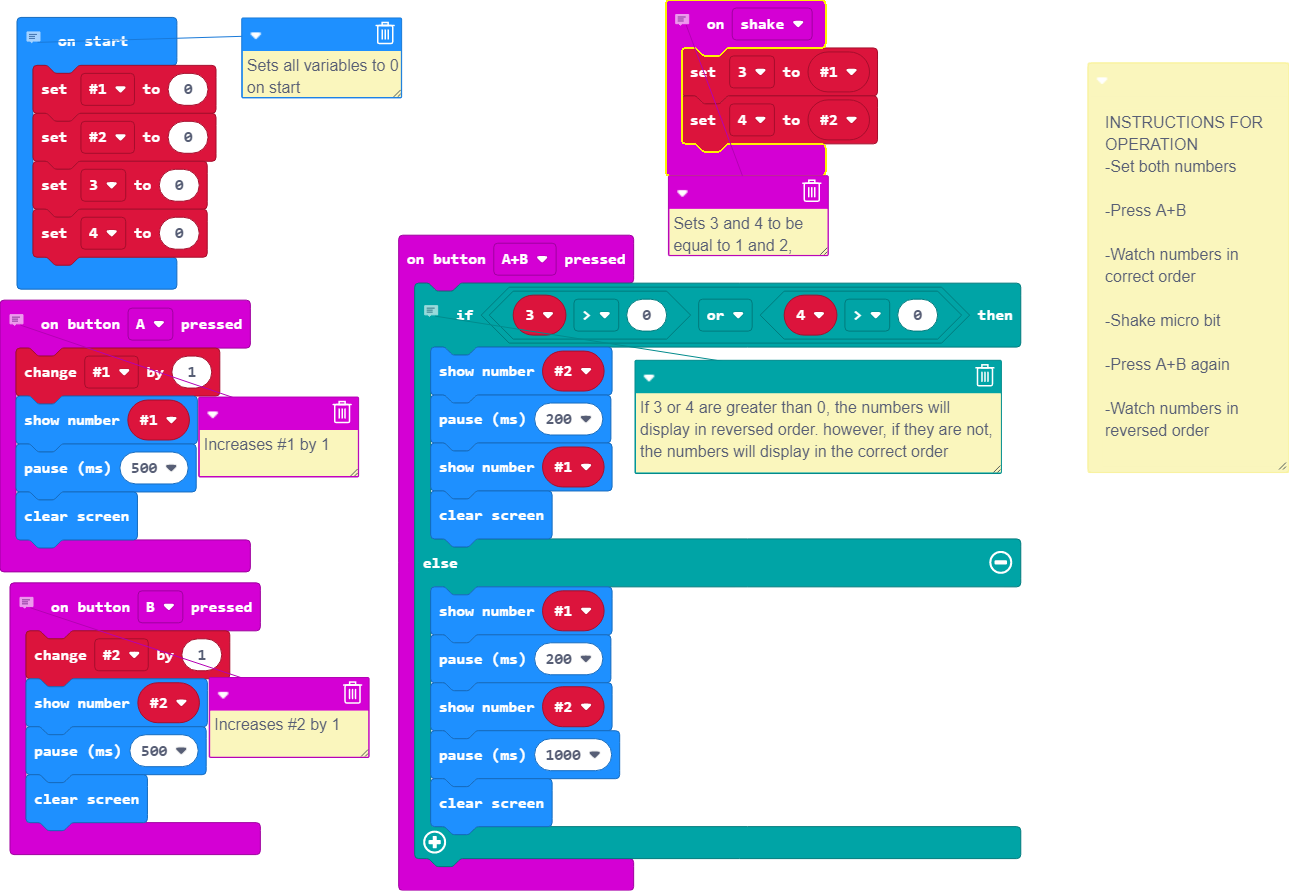 on start
set #1 to 0
set #2 to 0
set 3 to 0
set 4 to 0
Sets all variables to 0
on start
on shake
set 3 to #1
set 4 to #2
Sets 3 and 4 to be
equal to 1 and 2,
INSTRUCTIONS FOR
OPERATION
-Set both numbers
-Press A+B
-Watch numbers in
correct order
-Shake micro bit
-Press A+B again
-Watch numbers in
reversed order
on button A pressed
change #1 by 1
show number #1
pause (ms) 500
clear screen
Increases #1 by 1
on button B pressed
change #2 by 1
show number #2
pause (ms) 500
clear screen
Increases #2 by 1
on button A+B pressed
if 3 > 0 or 4 > 0 then
show number #2
pause (ms) 200
show number #1
clear screen
If 3 or 4 are greater than 0, the numbers will
display in reversed order. however, if they are not,
the numbers will display in the correct order
else
show number #1
pause (ms) 200
show number #2
pause (ms) 1000
clear screen